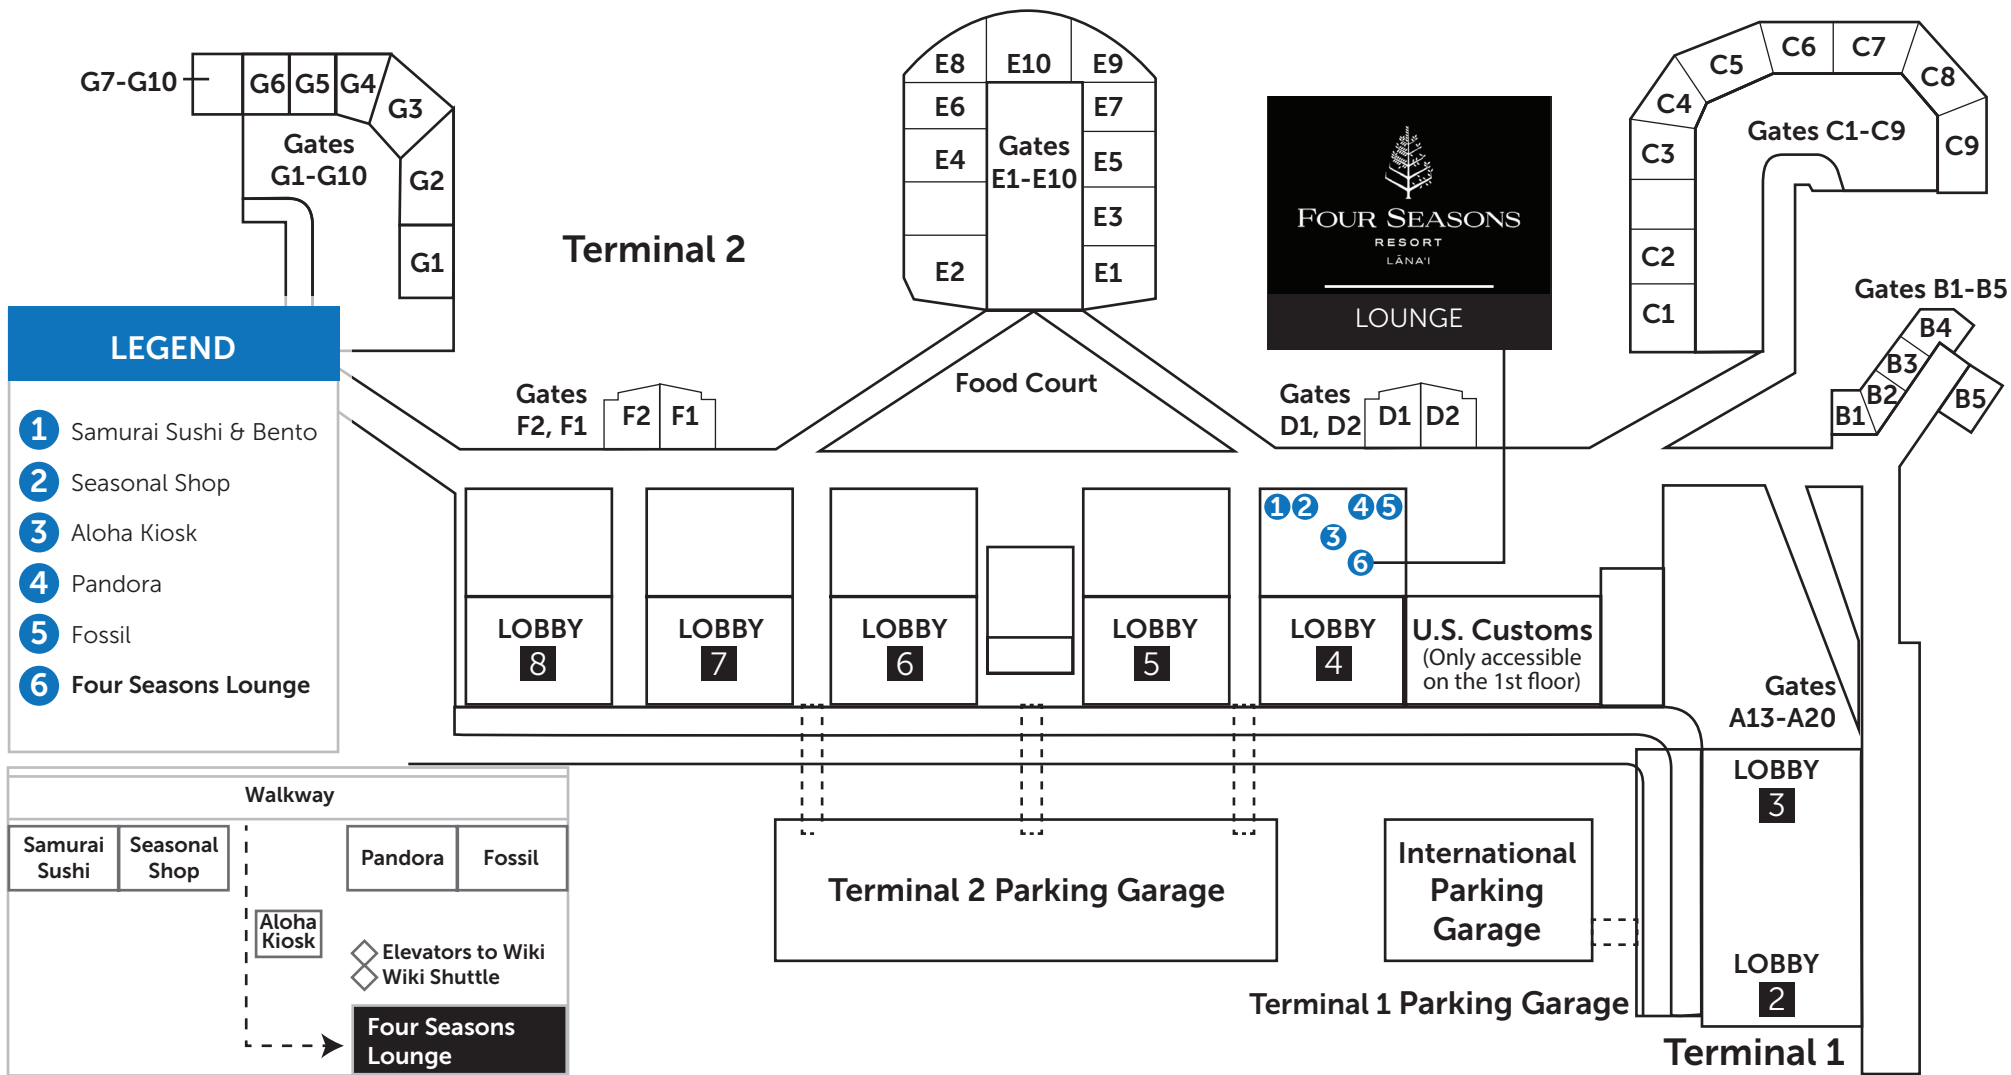 G7-G10
G6
G5
G4
G3
G2
G1
Gates
G1-G10
Terminal 2
E8
E10
E9
E6
E7
E4
E5
E3
E2
E1
Gates
E1-E10
FOUR SEASONS
RESORT
LĀNA'I
LOUNGE
C6
C7
C5
C8
C4
C3
C9
C2
C1
Gates C1-C9
Gates B1-B5
B4
B3
B2
B1
B5
LEGEND
1 Samurai Sushi & Bento
2 Seasonal Shop
3 Aloha Kiosk
4 Pandora
5 Fossil
6 Four Seasons Lounge
Gates
F2, F1
F2
F1
Food Court
Gates
D1, D2
D1
D2
1
2
4
5
3
6
LOBBY
8
LOBBY
7
LOBBY
6
LOBBY
5
LOBBY
4
U.S. Customs
(Only accessible
on the 1st floor)
Gates
A13-A20
LOBBY
3
LOBBY
2
Terminal 1
Terminal 2 Parking Garage
International
Parking
Garage
Terminal 1 Parking Garage
Walkway
Samurai
Sushi
Seasonal
Shop
Pandora
Fossil
Aloha
Kiosk
Elevators to Wiki
Wiki Shuttle
Four Seasons
Lounge